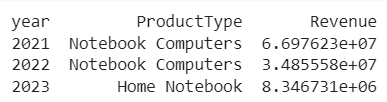 year ProductType Revenue
2021 Notebook Computers 6.697623e+07
2022 Notebook Computers 3.485558e+07
2023 Home Notebook 8.346731e+06